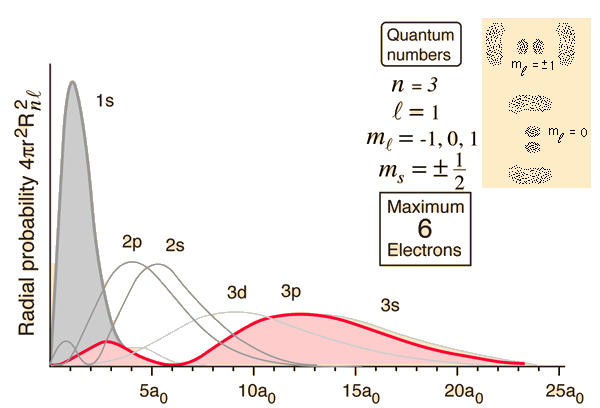 Quantum
numbers
n = 3
ℓ = 1
mℓ = -1, 0, 1
ms = ± 1/2
Maximum
6
Electrons
mℓ = ±1
mℓ = 0
Radial probability 4πr²R²nℓ
1s
2p
2s
3d
3p
3s
5a₀
10a₀
15a₀
20a₀
25a₀